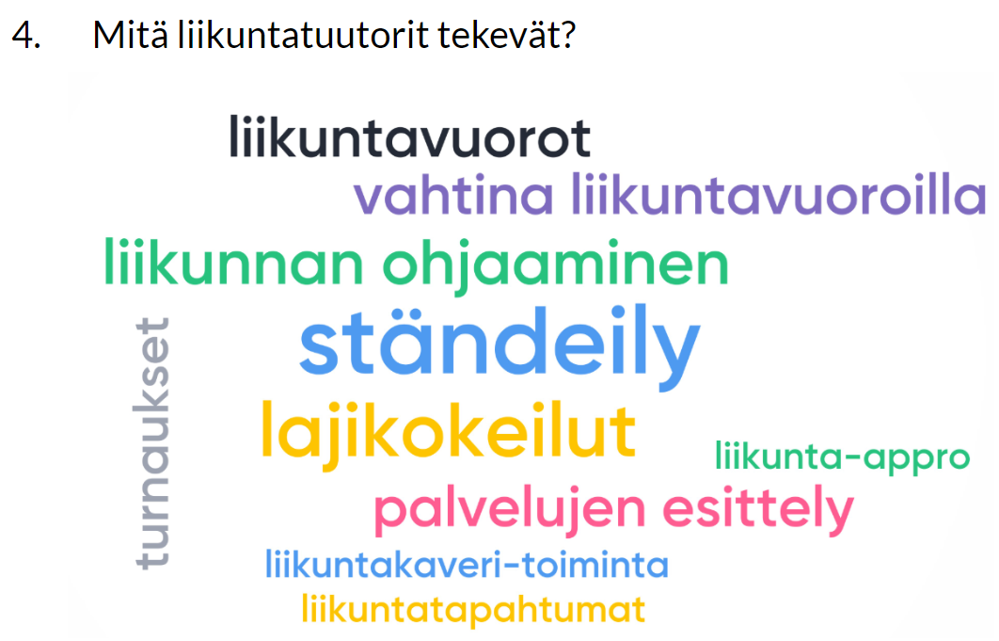 4. Mitä liikuntatuutorit tekevät?
liikuntavuorot
vahtina liikuntavuoroilla
liikunnan ohjaaminen
ständeily
turnaukset
lajikokeilut
liikunta-appro
palvelujen esittely
liikuntakaveri-toiminta
liikuntatapahtumat